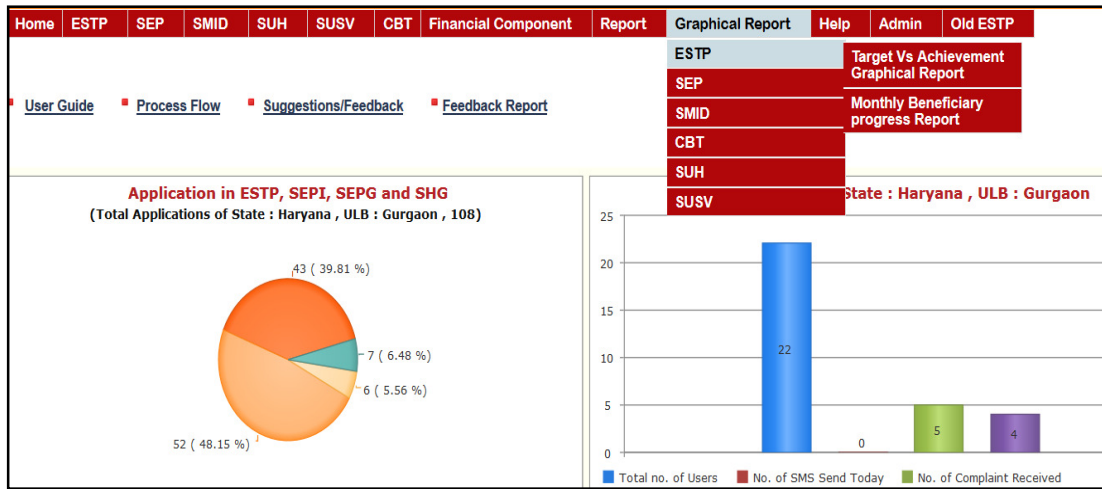 Home ESTP SEP SMID SUH SUSV CBT Financial Component Report Graphical Report Help Admin Old ESTP
ESTP
SEP
SMID
CBT
SUH
SUSV
Target Vs Achievement
Graphical Report
Monthly Beneficiary
progress Report
User Guide Process Flow Suggestions/Feedback Feedback Report
Application in ESTP, SEPI, SEPG and SHG
(Total Applications of State : Haryana , ULB : Gurgaon , 108)
43 ( 39.81 %)
7 ( 6.48 %)
6 ( 5.56 %)
52 ( 48.15 %)
State : Haryana , ULB : Gurgaon
25
20
15
10
5
0
22
0
5
4
Total no. of Users No. of SMS Send Today No. of Complaint Received